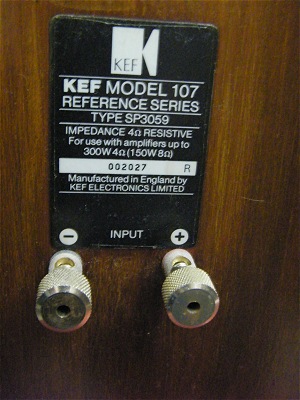 KEF
KEF MODEL 107
REFERENCE SERIES
TYPE SP3059
IMPEDANCE 4Ω RESISTIVE
For use with amplifiers up to
300W 4Ω (150W 8Ω)
002027 R
Manufactured in England by
KEF ELECTRONICS LIMITED
− INPUT +